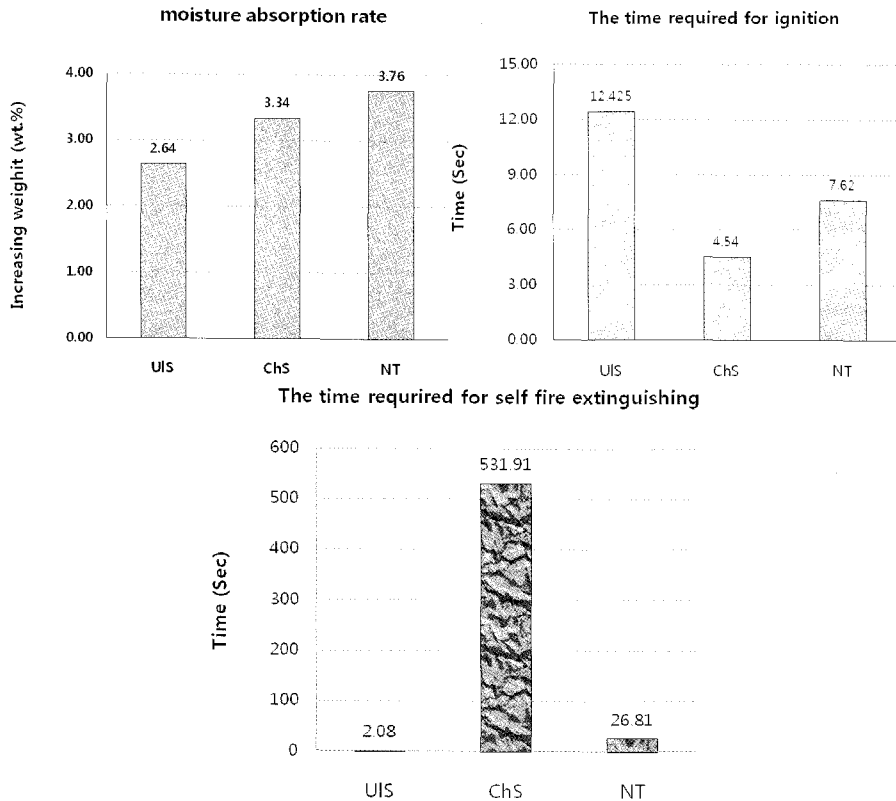 moisture absorption rate
Increasing weighit (wt.%)
4.00
3.00
2.00
1.00
0.00
2.64
3.34
3.76
UIS
ChS
NT
The time required for ignition
Time (Sec)
15.00
12.00
9.00
6.00
3.00
0.00
12.425
4.54
7.62
UIS
ChS
NT
The time requrired for self fire extinguishing
Time (Sec)
600
500
400
300
200
100
0
2.08
531.91
26.81
UIS
ChS
NT